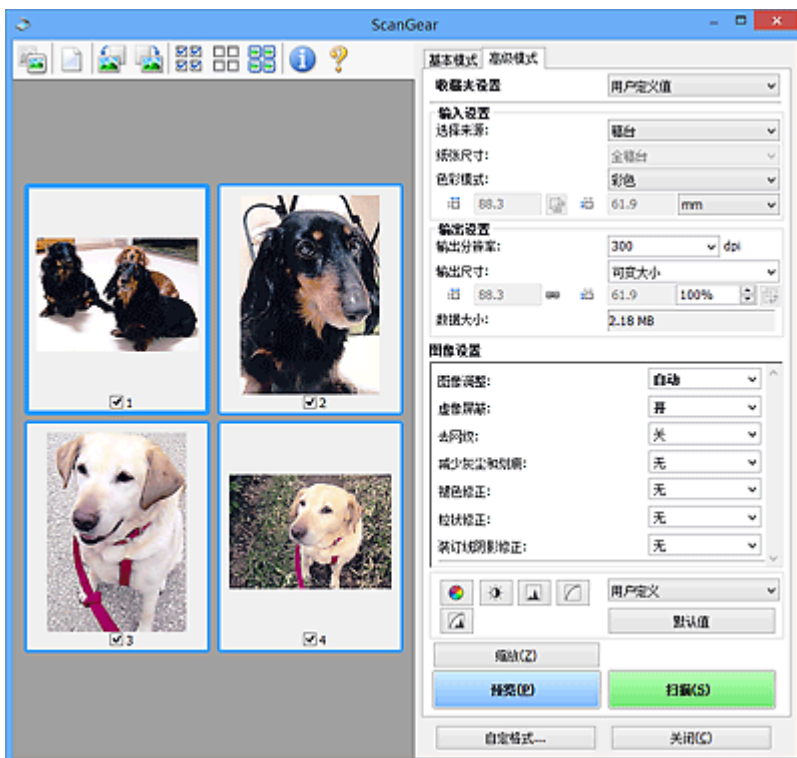 ScanGear
基本模式 高级模式
收藏夹设置 用户定义值
输入设置
选择来源: 稿台
纸张尺寸: 全稿台
色彩模式: 彩色
88.3 61.9 mm
输出设置
输出分辨率: 300 dpi
输出尺寸: 可变大小
88.3 61.9 100%
数据大小: 2.18 MB
图像设置
图像调整: 自动
虚像屏蔽: 开
去网纹: 关
减少灰尘和划痕: 无
褪色修正: 无
粒状修正: 无
装订线阴影修正: 无
用户定义
默认值
缩放(Z)
预览(P) 扫描(S)
自定格式... 关闭(C)
1
2
3
4